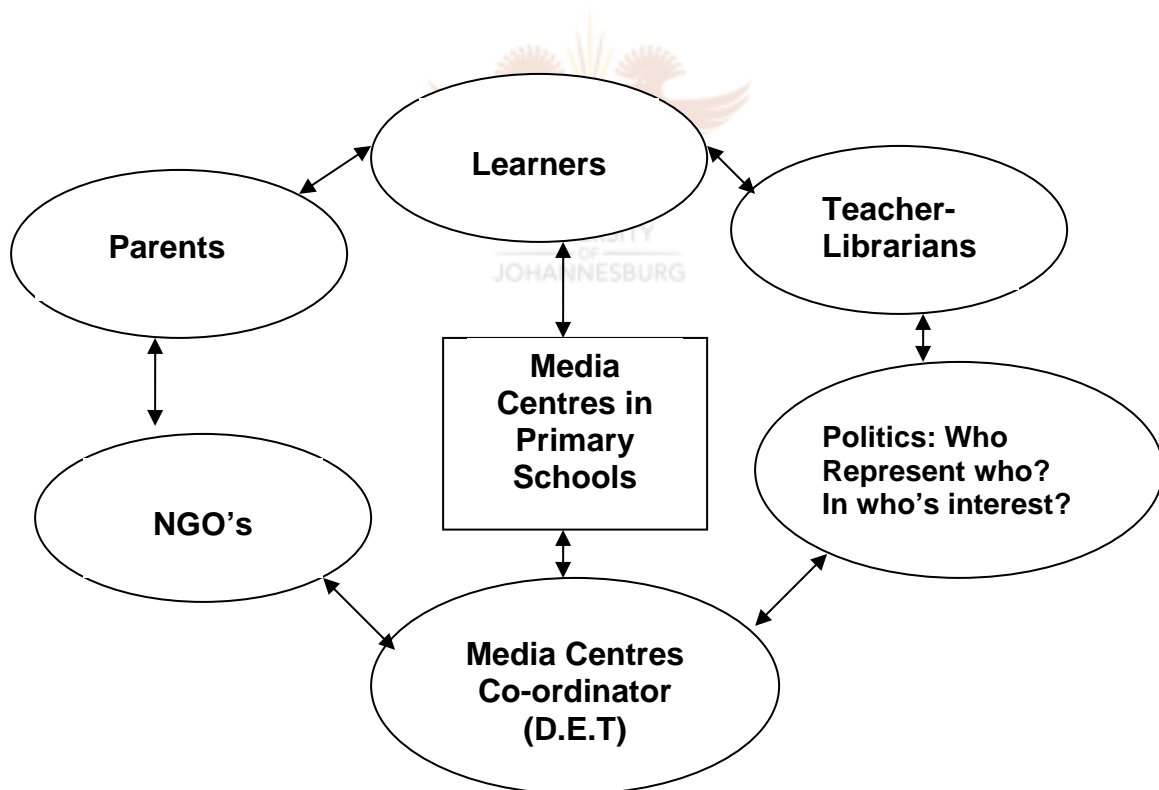 Learners
Parents
Teacher-
Librarians
OF
JOHANNESBURG
Media
Centres in
Primary
Schools
Politics: Who
Represent who?
In who's interest?
NGO’s
Media Centres
Co-ordinator
(D.E.T)